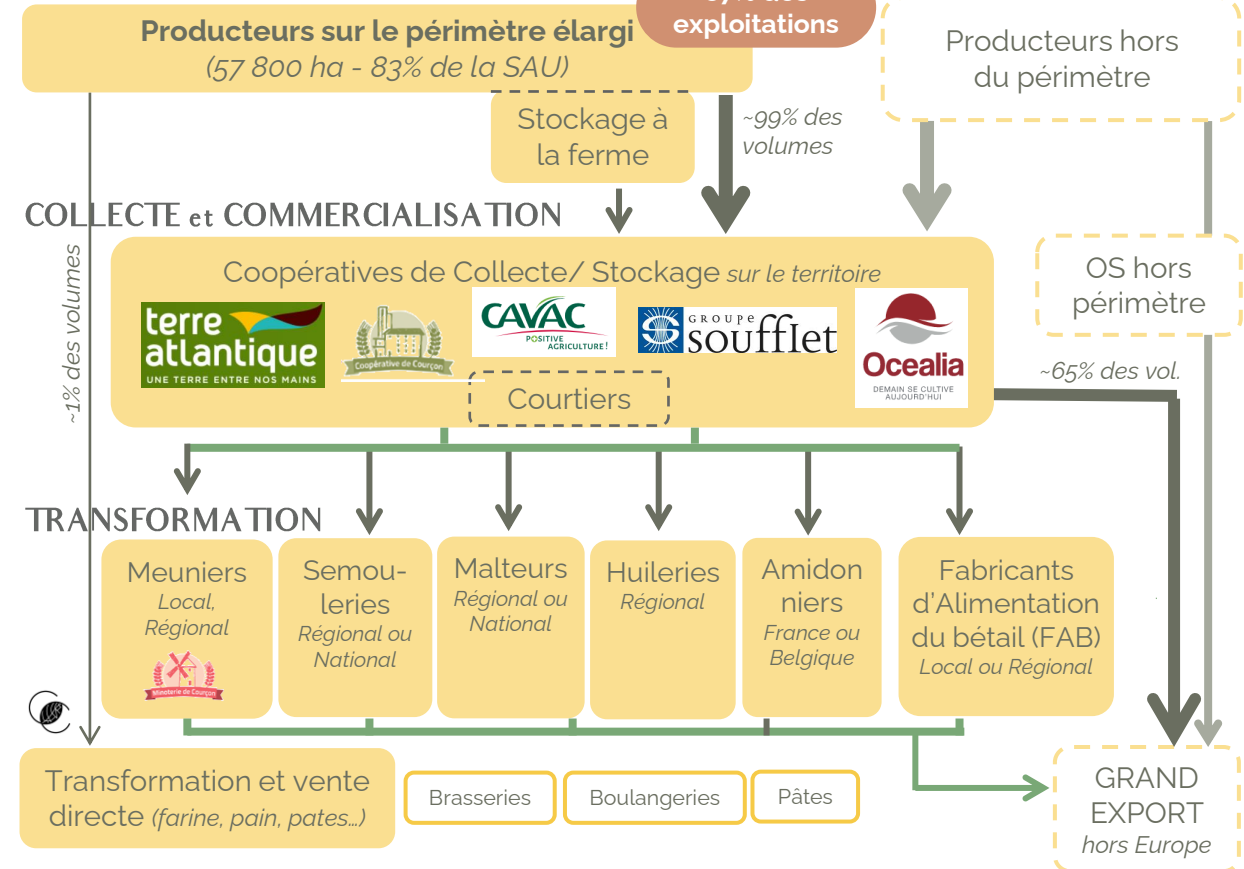 exploitations
Producteurs sur le périmètre élargi
(57 800 ha - 83% de la SAU)
Producteurs hors
du périmètre
Stockage à
la ferme
~99% des
volumes
COLLECTE et COMMERCIALISATION
~1% des volumes
Coopératives de Collecte/ Stockage sur le territoire
terre
atlantique
UNE TERRE ENTRE NOS MAINS
Coopérative de Courçon
CAVAC
POSITIVE
AGRICULTURE!
GROUPE
soufflet
Ocealia
DEMAIN SE CULTIVE
AUJOURD'HUI
Courtiers
OS hors
périmètre
~65% des vol.
TRANSFORMATION
Meuniers
Local,
Régional
Minoterie de Courçon
Semou-
leries
Régional ou
National
Malteurs
Régional ou
National
Huileries
Régional
Amidon
niers
France ou
Belgique
Fabricants
d'Alimentation
du bétail (FAB)
Local ou Régional
Transformation et vente
directe (farine, pain, pates...)
Brasseries
Boulangeries
Pâtes
GRAND
EXPORT
hors Europe